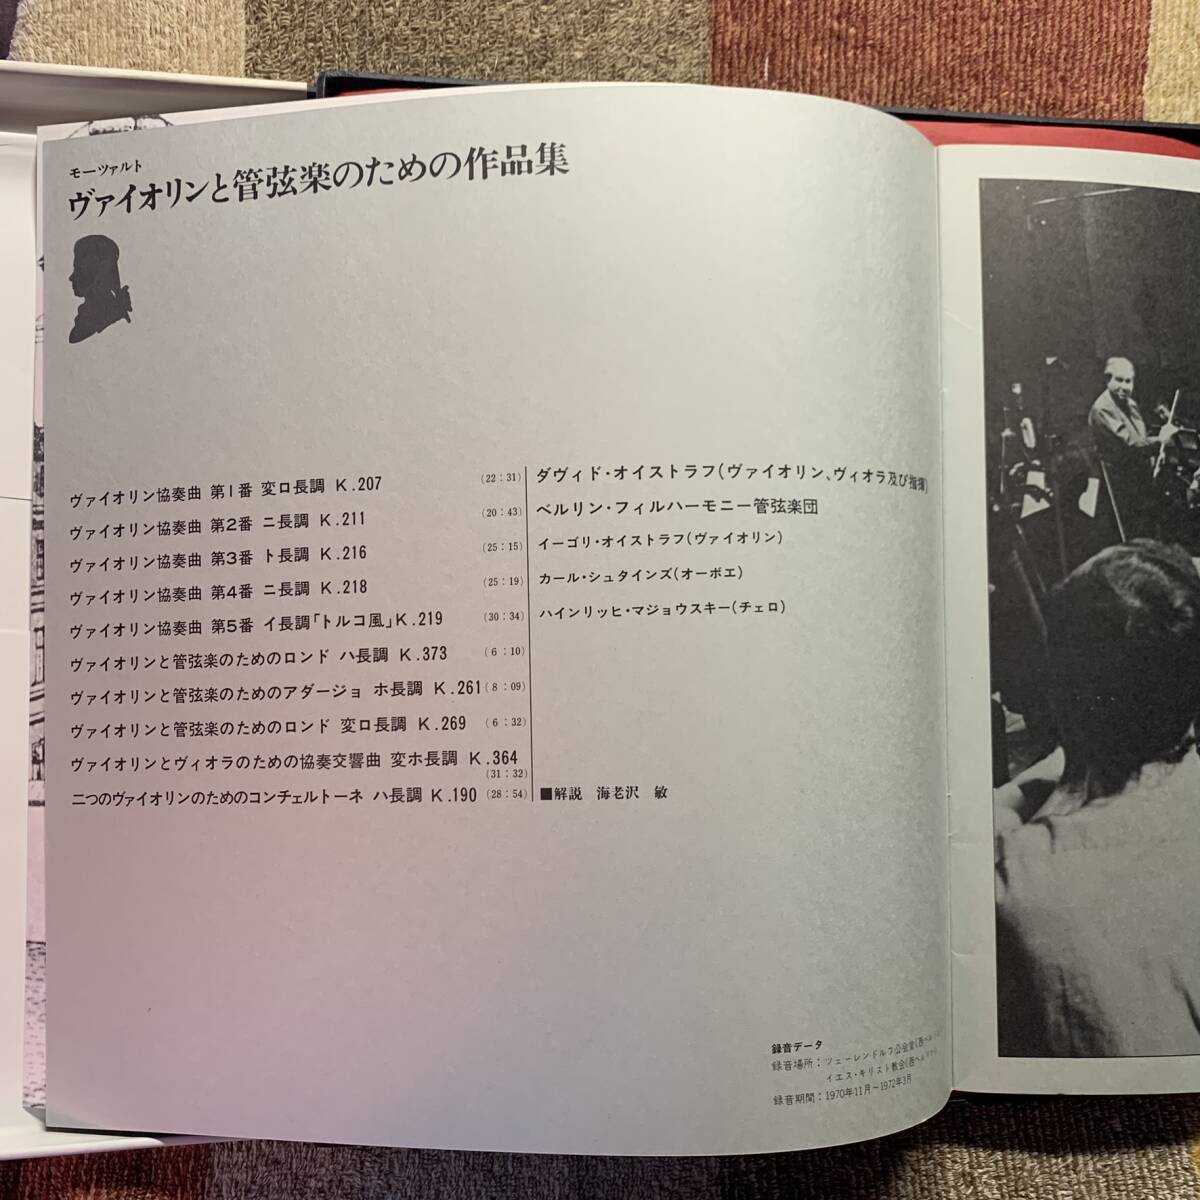 モーツァルト
ヴァイオリンと管弦楽のための作品集
ヴァイオリン協奏曲 第1番 変ロ長調 K.207 (22:31)
ヴァイオリン協奏曲 第2番 ニ長調 K.211 (20:43)
ヴァイオリン協奏曲 第3番 ト長調 K.216 (25:15)
ヴァイオリン協奏曲 第4番 ニ長調 K.218 (25:19)
ヴァイオリン協奏曲 第5番 イ長調「トルコ風」K.219 (30:34)
ヴァイオリンと管弦楽のためのロンド ハ長調 K.373 (6:10)
ヴァイオリンと管弦楽のためのアダージョ ホ長調 K.261 (8:09)
ヴァイオリンと管弦楽のためのロンド 変ロ長調 K.269 (6:32)
ヴァイオリンとヴィオラのための協奏交響曲 変ホ長調 K.364
(31:32)
二つのヴァイオリンのためのコンチェルトーネ ハ長調 K.190 (28:54)
ダヴィド・オイストラフ(ヴァイオリン、ヴィオラ及び指揮)
ベルリン・フィルハーモニー管弦楽団
イーゴリ・オイストラフ(ヴァイオリン)
カール・シュタインズ(オーボエ)
ハインリッヒ・マジョウスキー(チェロ)
■解説 海老沢 敏
録音データ
録音場所:ツェーレンドルフ公会堂(西ベルリン)
イエス・キリスト教会(西ベルリン)
録音期間:1970年11月~1972年3月